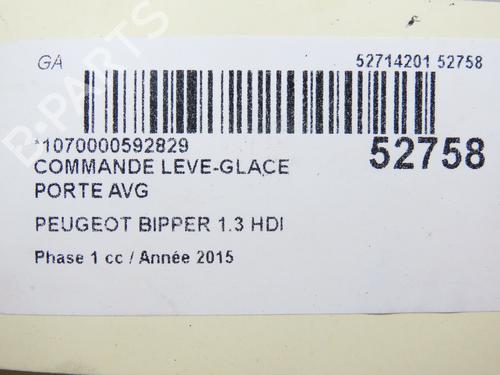 GA
52714201 52758
*1070000592829
52758
COMMANDE LEVE-GLACE
PORTE AVG
PEUGEOT BIPPER 1.3 HDI
Phase 1 cc / Année 2015
B-PARTS